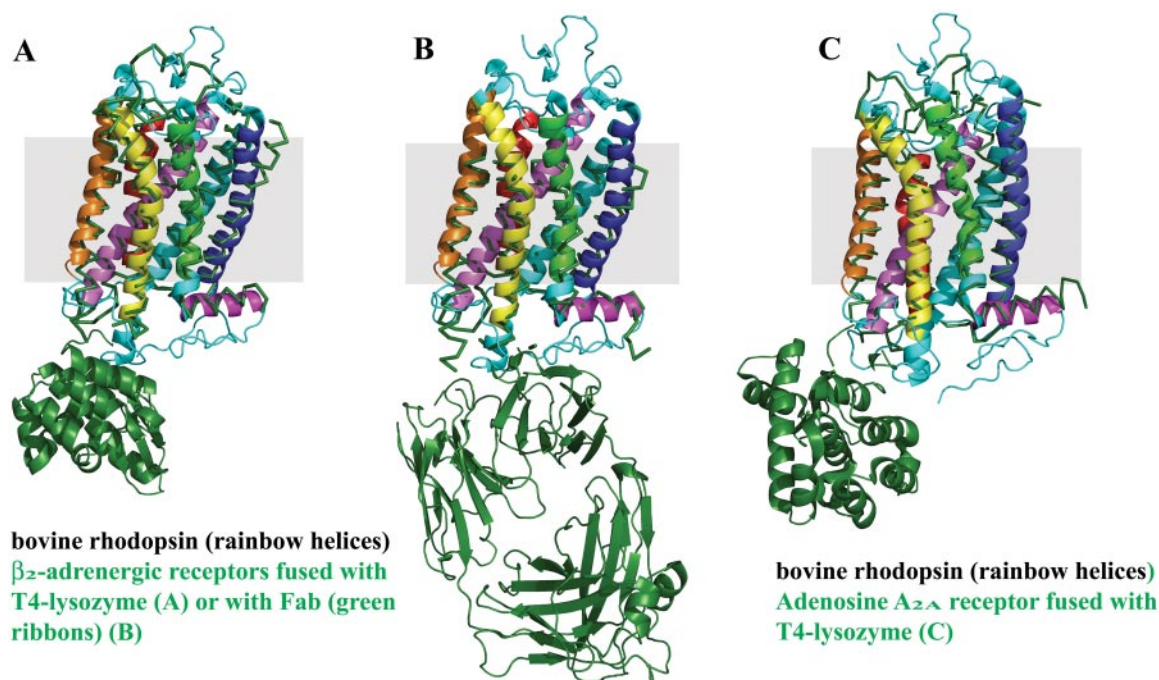 A
B
C
bovine rhodopsin (rainbow helices)
β₂-adrenergic receptors fused with
T4-lysozyme (A) or with Fab (green
ribbons) (B)
bovine rhodopsin (rainbow helices)
Adenosine A₂ₐ receptor fused with
T4-lysozyme (C)